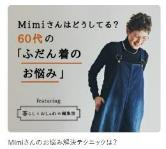 Mimiさんはどうしてる？
60代の
「ふだん着の
お悩み」
featuring
暮らしとおしゃれの編集室
Mimiさんのお悩み解決テクニックは？